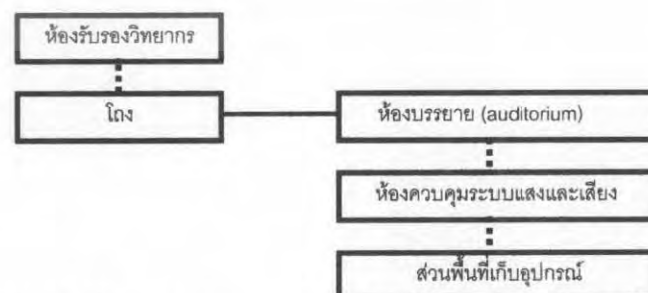 ห้องรับรองวิทยากร
โถง
ห้องบรรยาย (auditorium)
ห้องควบคุมระบบแสงและเสียง
ส่วนพื้นที่เก็บอุปกรณ์